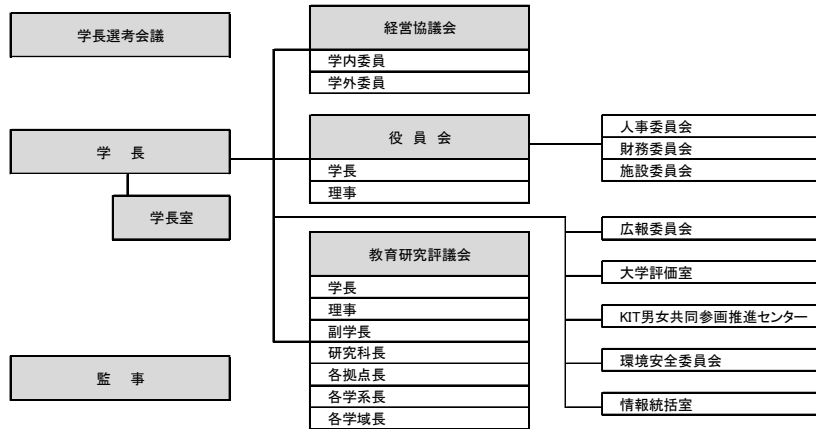 学長選考会議
経営協議会
学内委員
学外委員
学　長
学長室
役　員　会
学長
理事
人事委員会
財務委員会
施設委員会
教育研究評議会
学長
理事
副学長
研究科長
各拠点長
各学系長
各学域長
広報委員会
大学評価室
KIT男女共同参画推進センター
環境安全委員会
情報統括室
監　事